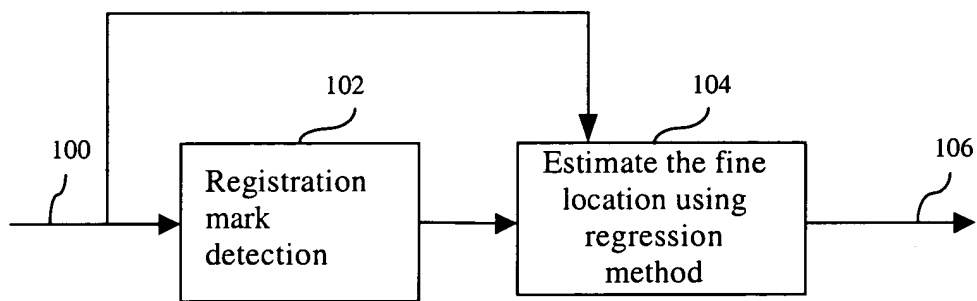 102
104
100
106
Registration
mark
detection
Estimate the fine
location using
regression
method